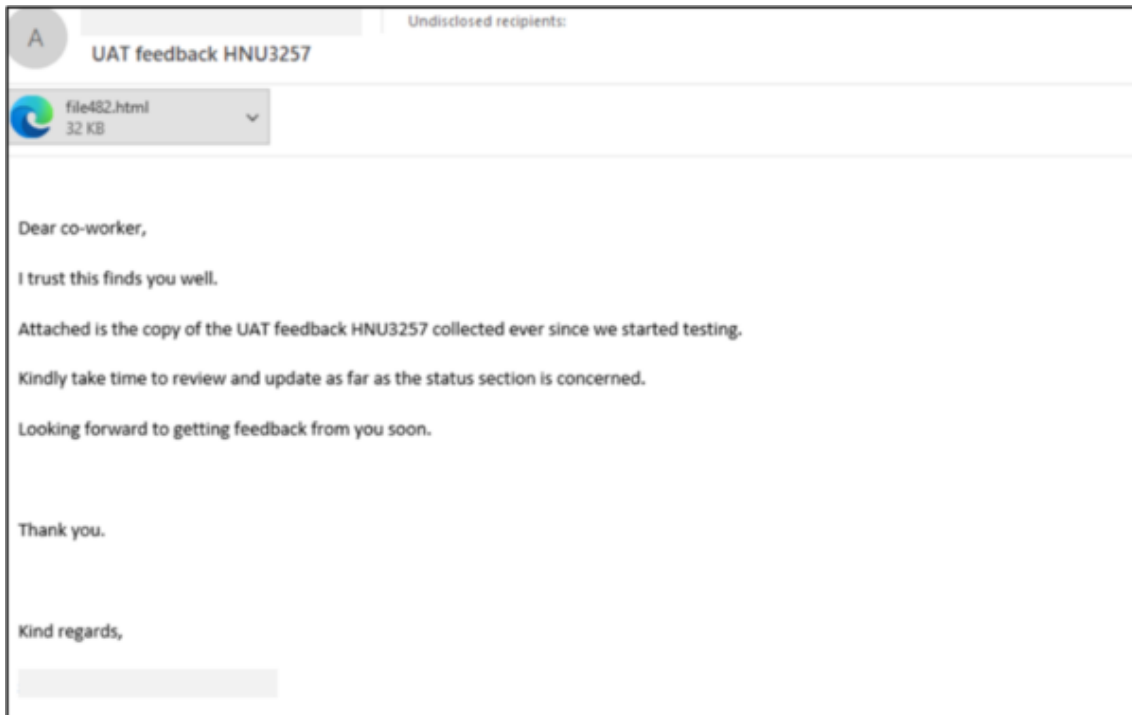 A
Undisclosed recipients:
UAT feedback HNU3257
file482.html
32 KB
Dear co-worker,
I trust this finds you well.
Attached is the copy of the UAT feedback HNU3257 collected ever since we started testing.
Kindly take time to review and update as far as the status section is concerned.
Looking forward to getting feedback from you soon.
Thank you.
Kind regards,